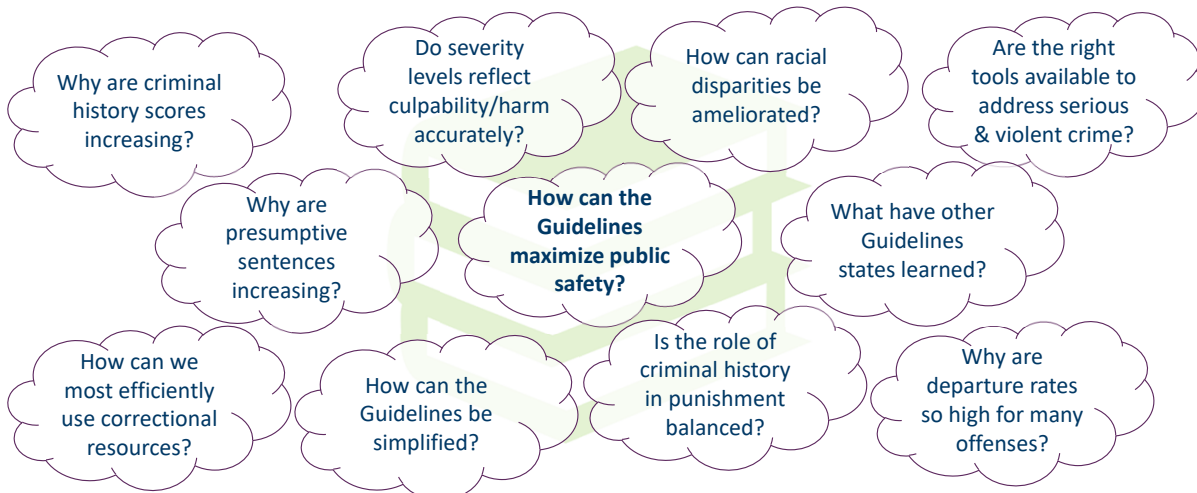 Why are criminal
history scores
increasing?
Do severity
levels reflect
culpability/harm
accurately?
How can racial
disparities be
ameliorated?
Are the right
tools available to
address serious
& violent crime?
Why are
presumptive
sentences
increasing?
How can the
Guidelines
maximize public
safety?
What have other
Guidelines
states learned?
How can we
most efficiently
use correctional
resources?
How can the
Guidelines be
simplified?
Is the role of
criminal history
in punishment
balanced?
Why are
departure rates
so high for many
offenses?